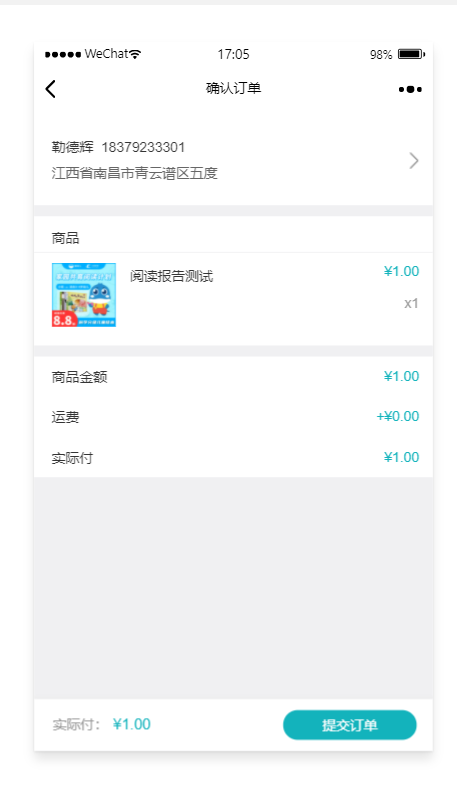 WeChat 17:05 98%
确认订单
勒德辉 18379233301
江西省南昌市青云谱区五度
商品
阅读报告测试 ¥1.00
x1
8.8
商品金额 ¥1.00
运费 +¥0.00
实际付 ¥1.00
实际付： ¥1.00 提交订单